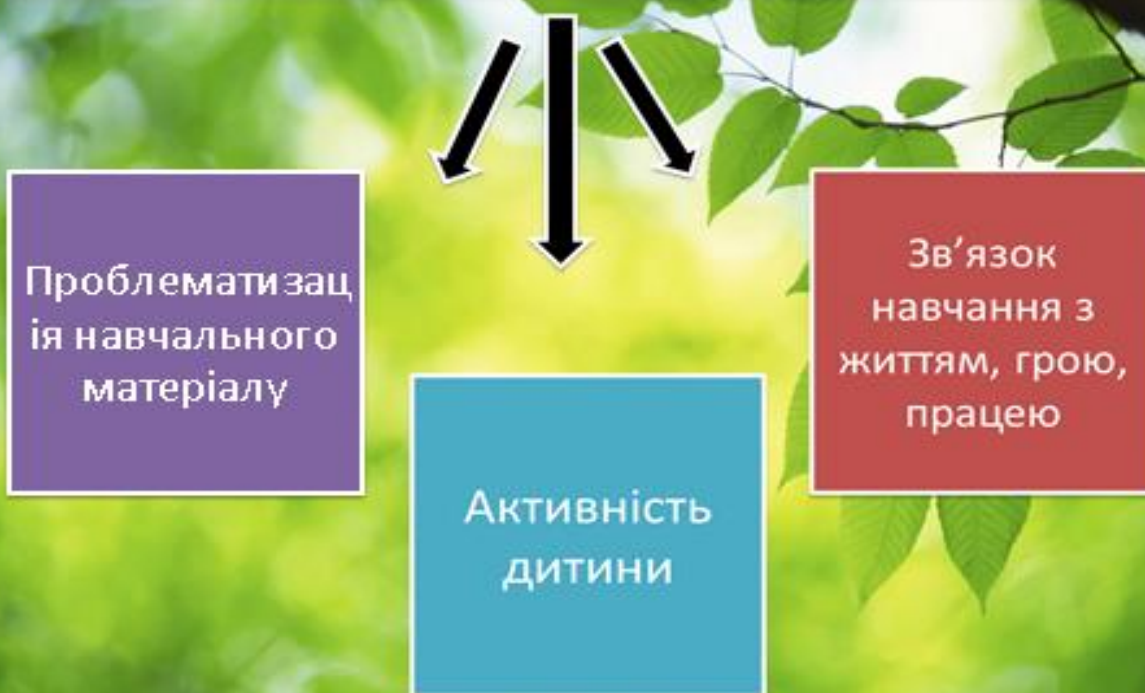 Проблематизац
ія навчального
матеріалу
Активність
дитини
Зв’язок
навчання з
життям, грою,
працею